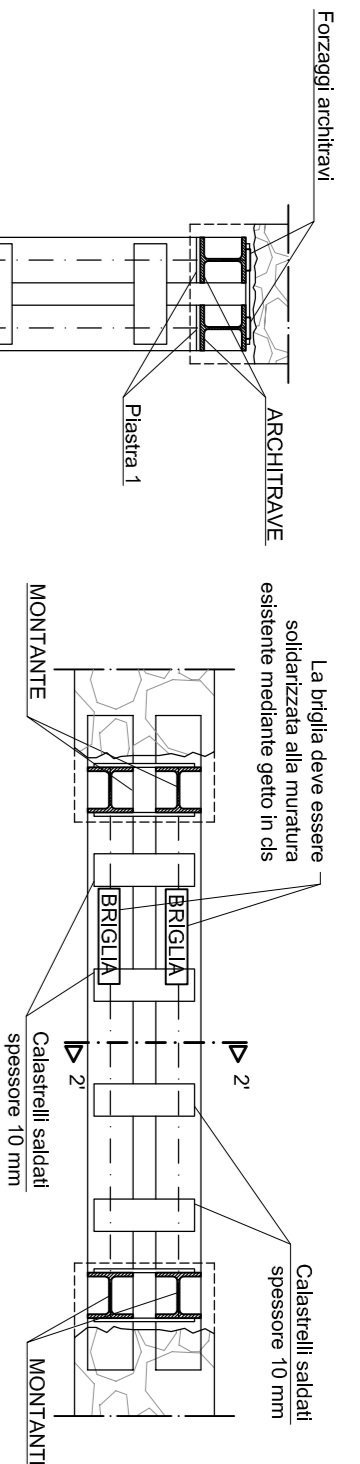 Forzaggi architravi
ARCHITRAVE
Piastra 1
La briglia deve essere
solidarizzata alla muratura
esistente mediante getto in cls
MONTANTE
BRIGLIA
BRIGLIA
2'
2'
Calastrelli saldati
spessore 10 mm
Calastrelli saldati
spessore 10 mm
MONTANT